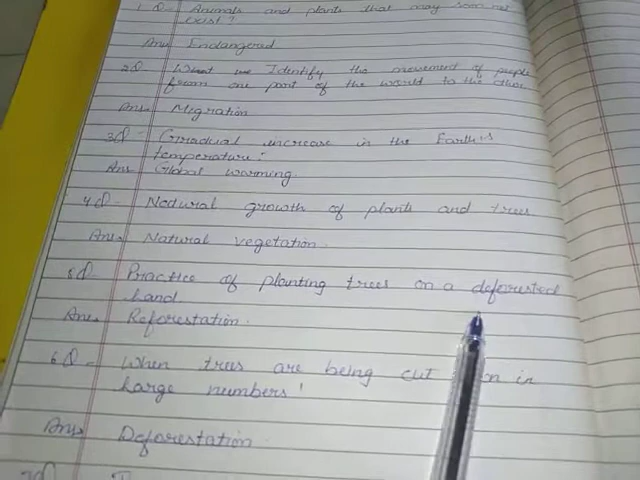 1 Q- Animals and plants that may soon not
exist?
Ans Endangered
2Q- What Identify the movement of people
from one part of the world to the other
Ans. Migration
3Q- Gradual increase in the Earth's
temperature:
Ans Global warming.
4Q- Natural growth of plants and trees
Ans. Natural vegetation.
5Q Practice of planting trees on a deforested
land
Ans. Reforestation.
6Q- When trees are being cut in
large numbers!
Ans Deforestation
7Q